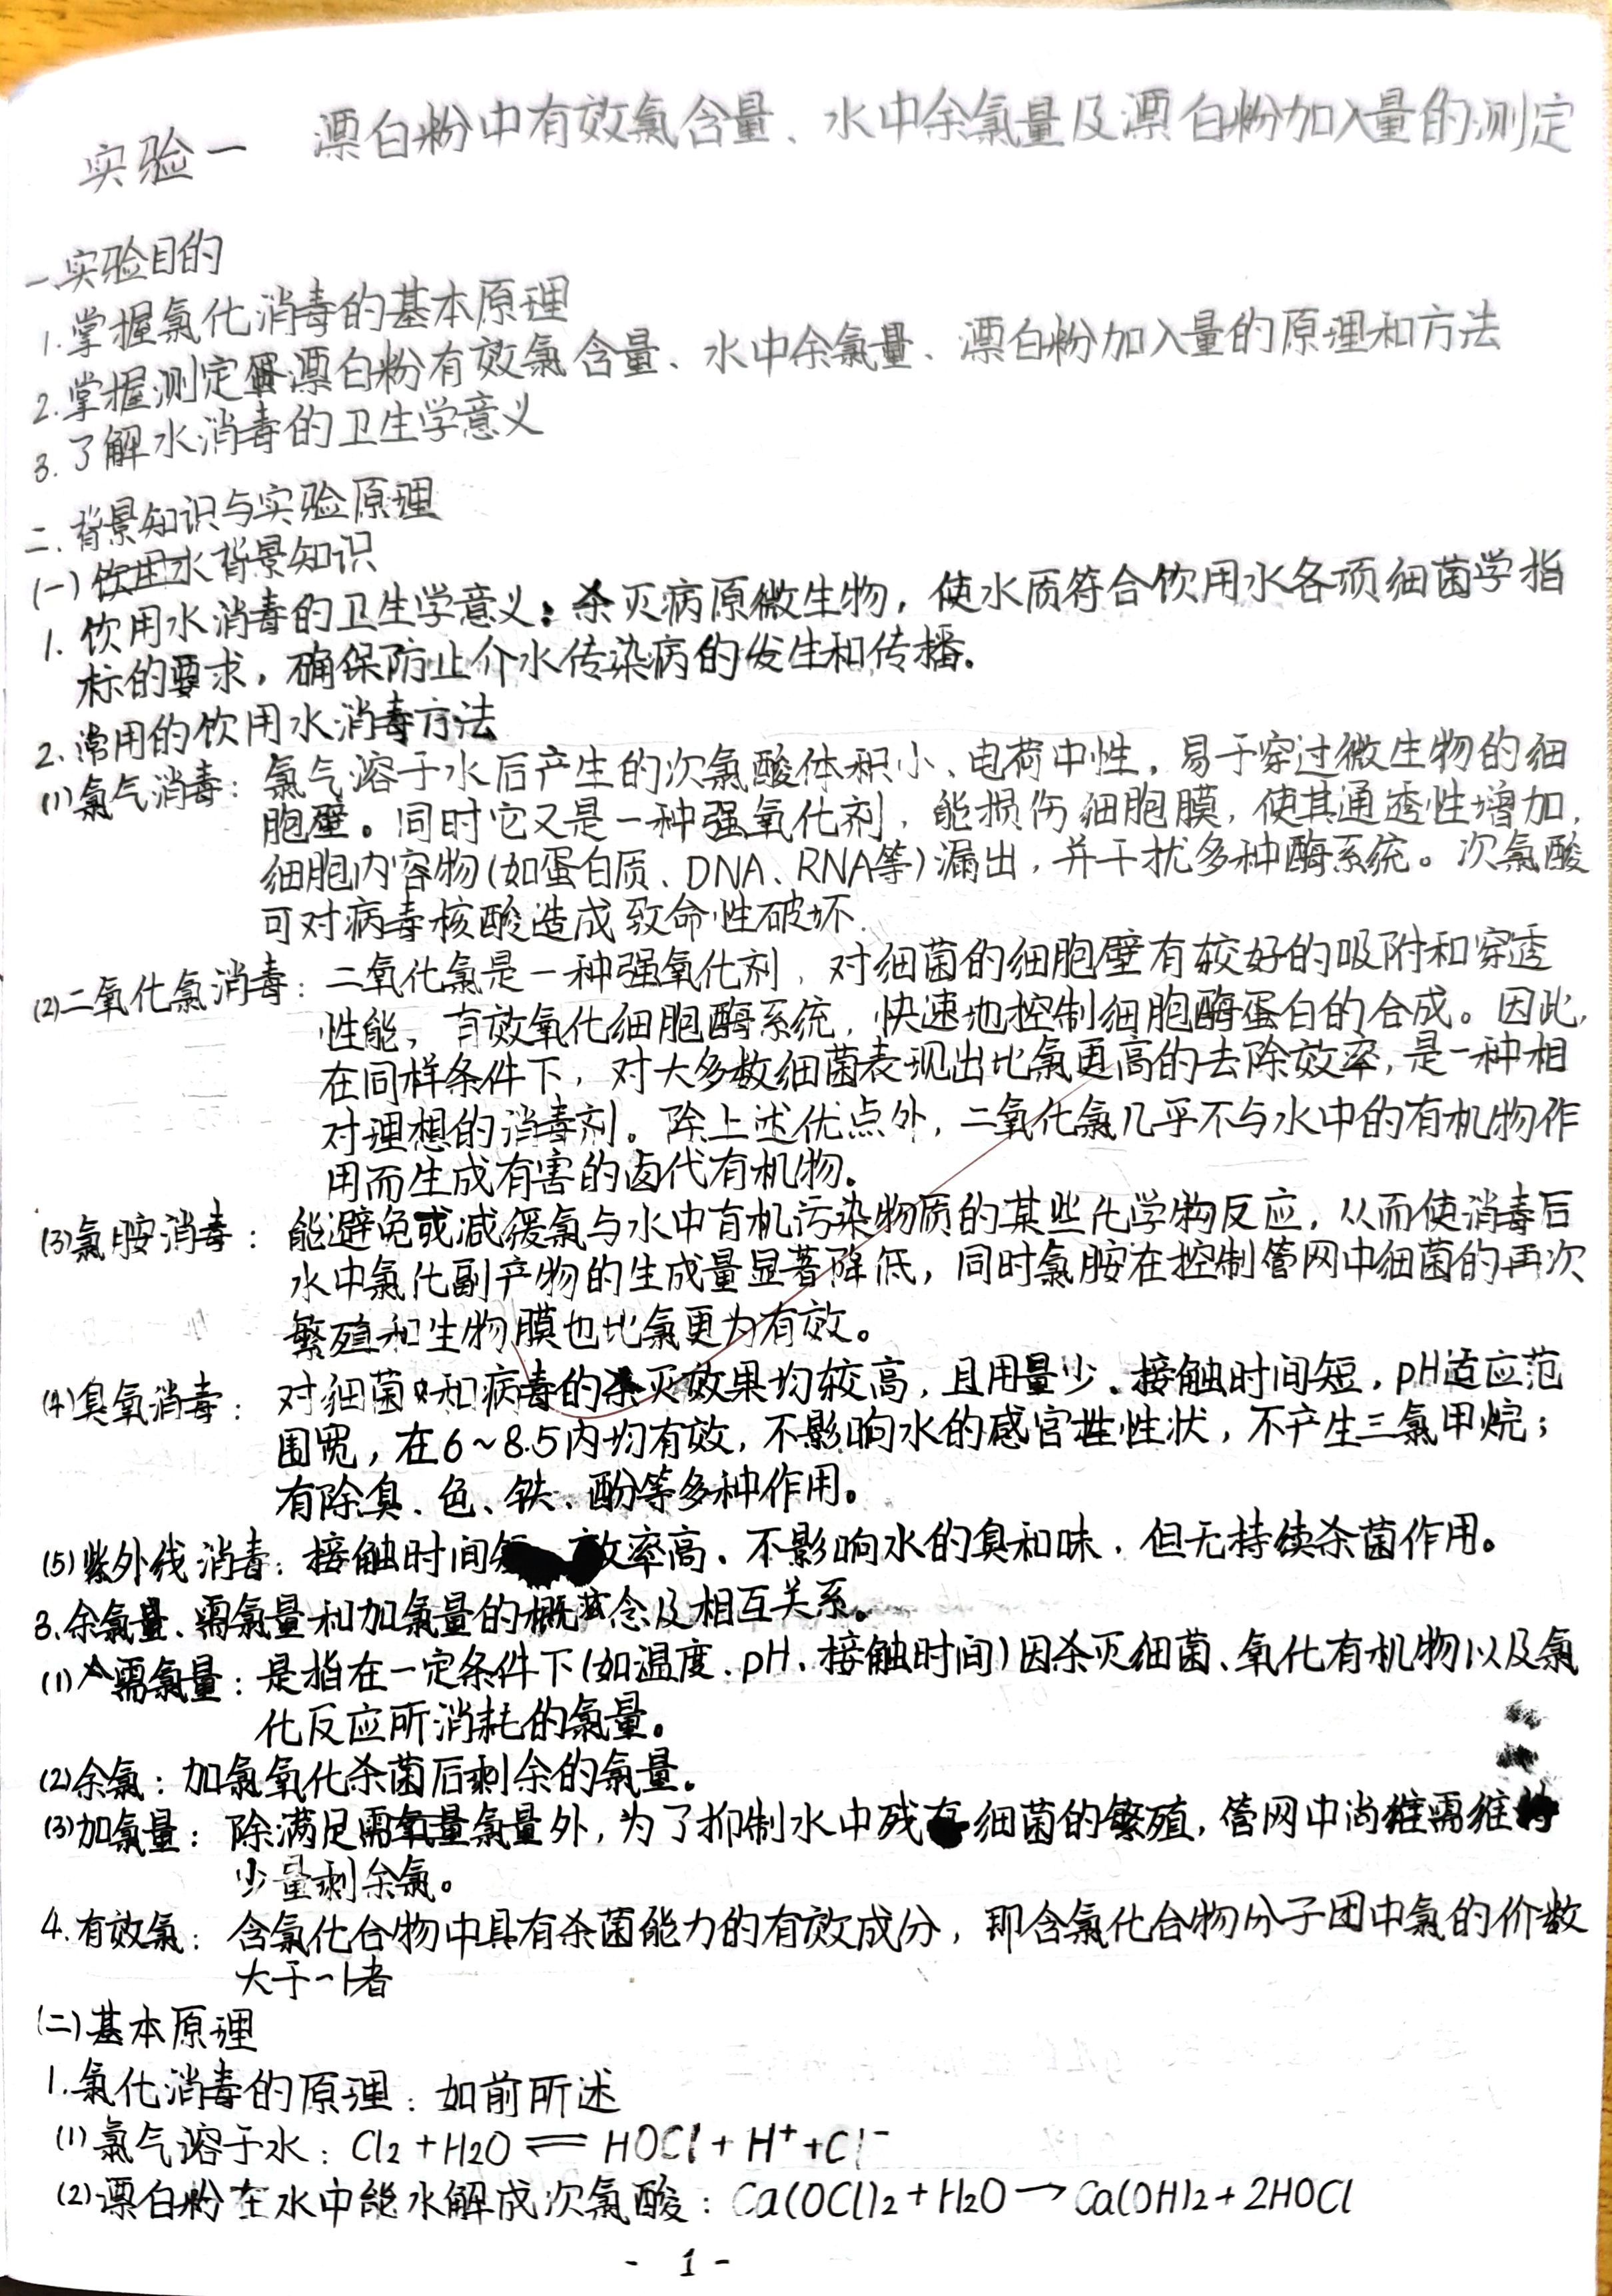 实验一 漂白粉中有效氯含量、水中余氯量及漂白粉加入量的测定
一.实验目的
1.掌握氯化消毒的基本原理
2.掌握测定漂白粉有效氯含量、水中余氯量、漂白粉加入量的原理和方法
3.了解水消毒的卫生学意义
二.背景知识与实验原理
(一)饮用水背景知识
1.饮用水消毒的卫生学意义：杀灭病原微生物，使水质符合饮用水各项细菌学指
标的要求，确保防止介水传染病的发生和传播。
2.常用的饮用水消毒方法
(1)氯气消毒：氯气溶于水后产生的次氯酸体积小、电荷中性，易于穿过微生物的细
胞壁。同时它又是一种强氧化剂，能损伤细胞膜，使其通透性增加，
细胞内容物(如蛋白质、DNA、RNA等)漏出，并干扰多种酶系统。次氯酸
可对病毒核酸造成致命性破坏.
(2)二氧化氯消毒：二氧化氯是一种强氧化剂，对细菌的细胞壁有较好的吸附和穿透
性能，有效氧化细胞酶系统，快速地控制细胞酶蛋白的合成。因此，
在同样条件下，对大多数细菌表现出比氯更高的去除效率，是一种相
对理想的消毒剂。除上述优点外，二氧化氯几乎不与水中的有机物作
用而生成有害的卤代有机物。
(3)氯胺消毒：能避免或减缓氯与水中有机污染物质的某些化学物反应，从而使消毒后
水中氯化副产物的生成量显著降低，同时氯胺在控制管网中细菌的再次
繁殖和生物膜也比氯更为有效。
(4)臭氧消毒：对细菌和病毒的杀灭效果均较高，且用量少、接触时间短，pH适应范
围宽，在6~8.5内均有效，不影响水的感官性状，不产生三氯甲烷；
有除臭、色、铁、酚等多种作用。
(5)紫外线消毒：接触时间 效率高、不影响水的臭和味，但无持续杀菌作用。
3.余氯量、需氯量和加氯量的概念及相互关系。
(1)需氯量：是指在一定条件下(如温度、pH、接触时间)因杀灭细菌、氧化有机物以及氯
化反应所消耗的氯量。
(2)余氯：加氯氧化杀菌后剩余的氯量。
(3)加氯量：除满足需氯量外，为了抑制水中残存细菌的繁殖，管网中尚需维持
少量剩余氯。
4.有效氯：含氯化合物中具有杀菌能力的有效成分，即含氯化合物分子团中氯的价数
大于-1者
(二)基本原理
1.氯化消毒的原理：如前所述
(1)氯气溶于水：Cl₂+H₂O⇌HOCl+H⁺+Cl⁻
(2)漂白粉在水中能水解成次氯酸：Ca(OCl)₂+H₂O→Ca(OH)₂+2HOCl
- 1 -